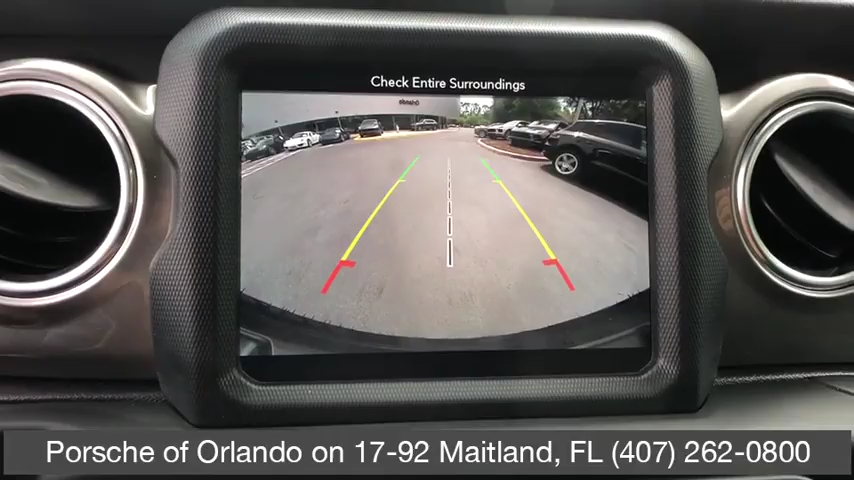 Check Entire Surroundings
Porsche of Orlando on 17-92 Maitland, FL (407) 262-0800